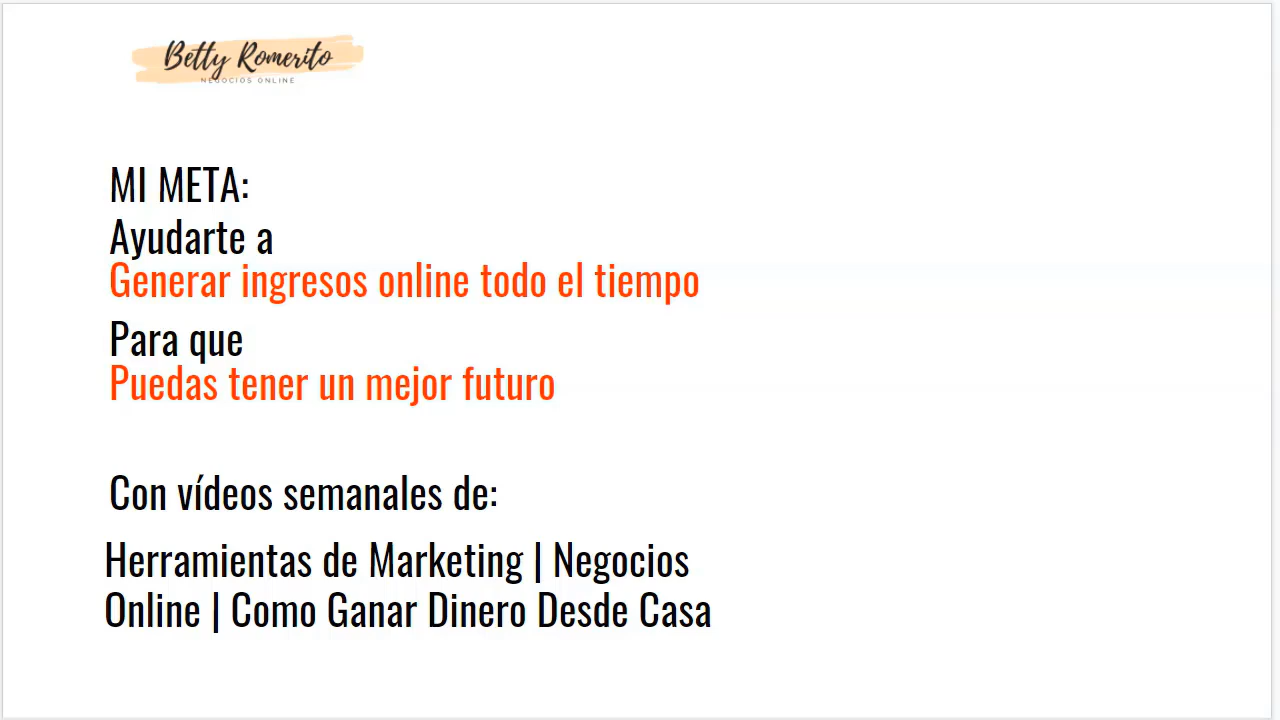 Betty Romerito
NEGOCIOS ONLINE
MI META:
Ayudarte a
Generar ingresos online todo el tiempo
Para que
Puedas tener un mejor futuro
Con vídeos semanales de:
Herramientas de Marketing | Negocios
Online | Como Ganar Dinero Desde Casa